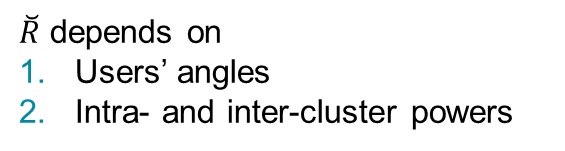 R̆ depends on
1. Users’ angles
2. Intra- and inter-cluster powers